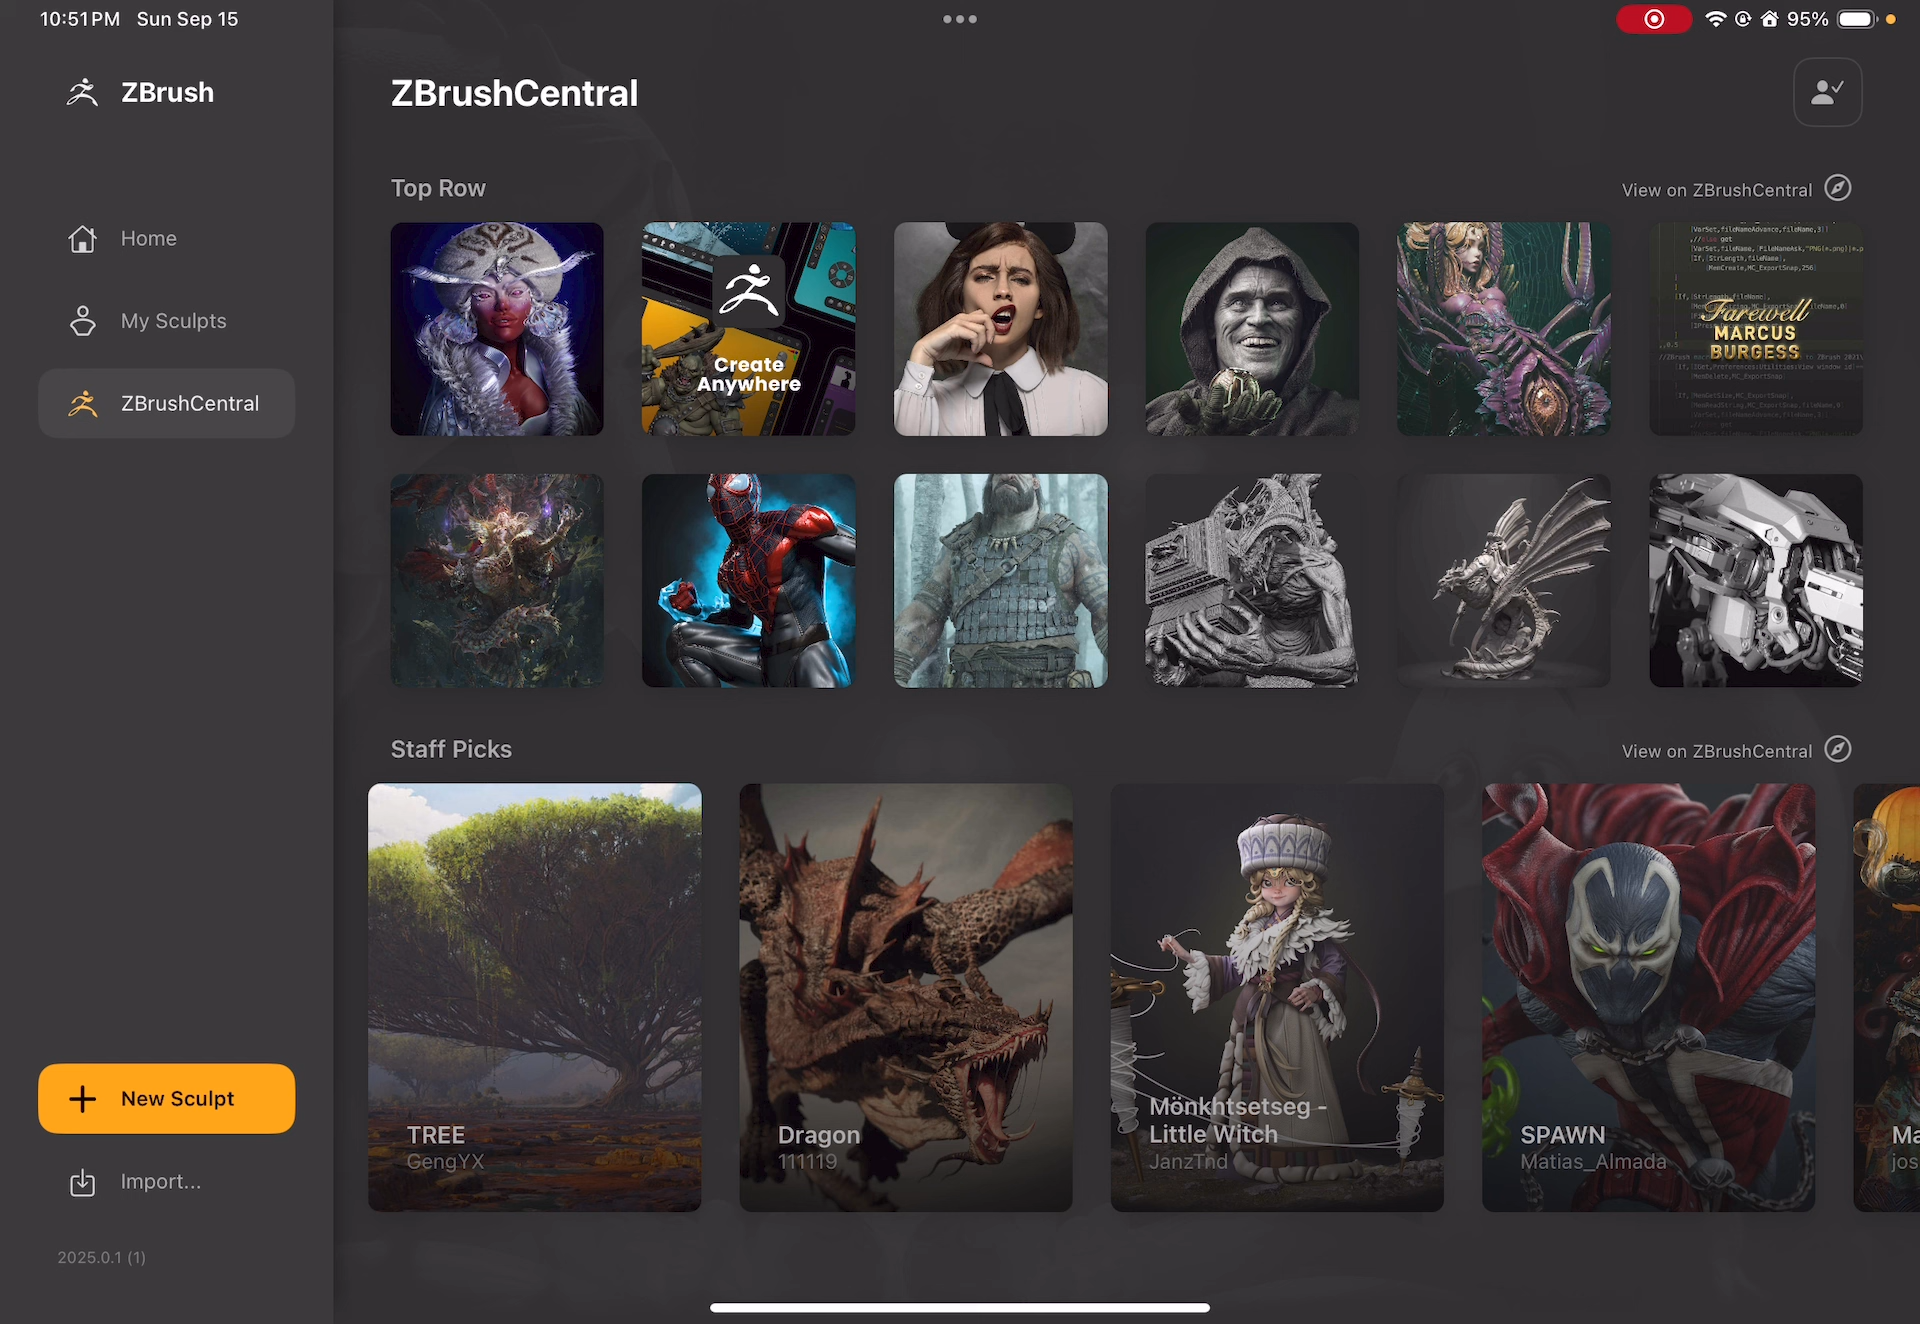 10:51 PM Sun Sep 15
95%
ZBrush
ZBrushCentral
Home
My Sculpts
ZBrushCentral
Top Row
View on ZBrushCentral
Create
Anywhere
Farewell
MARCUS
BURGESS
Staff Picks
View on ZBrushCentral
TREE
GengYX
Dragon
111119
Mönkhtsetseg -
Little Witch
JanzTnd
SPAWN
Matias_Almada
Ma
jos
New Sculpt
Import...
2025.0.1 (1)